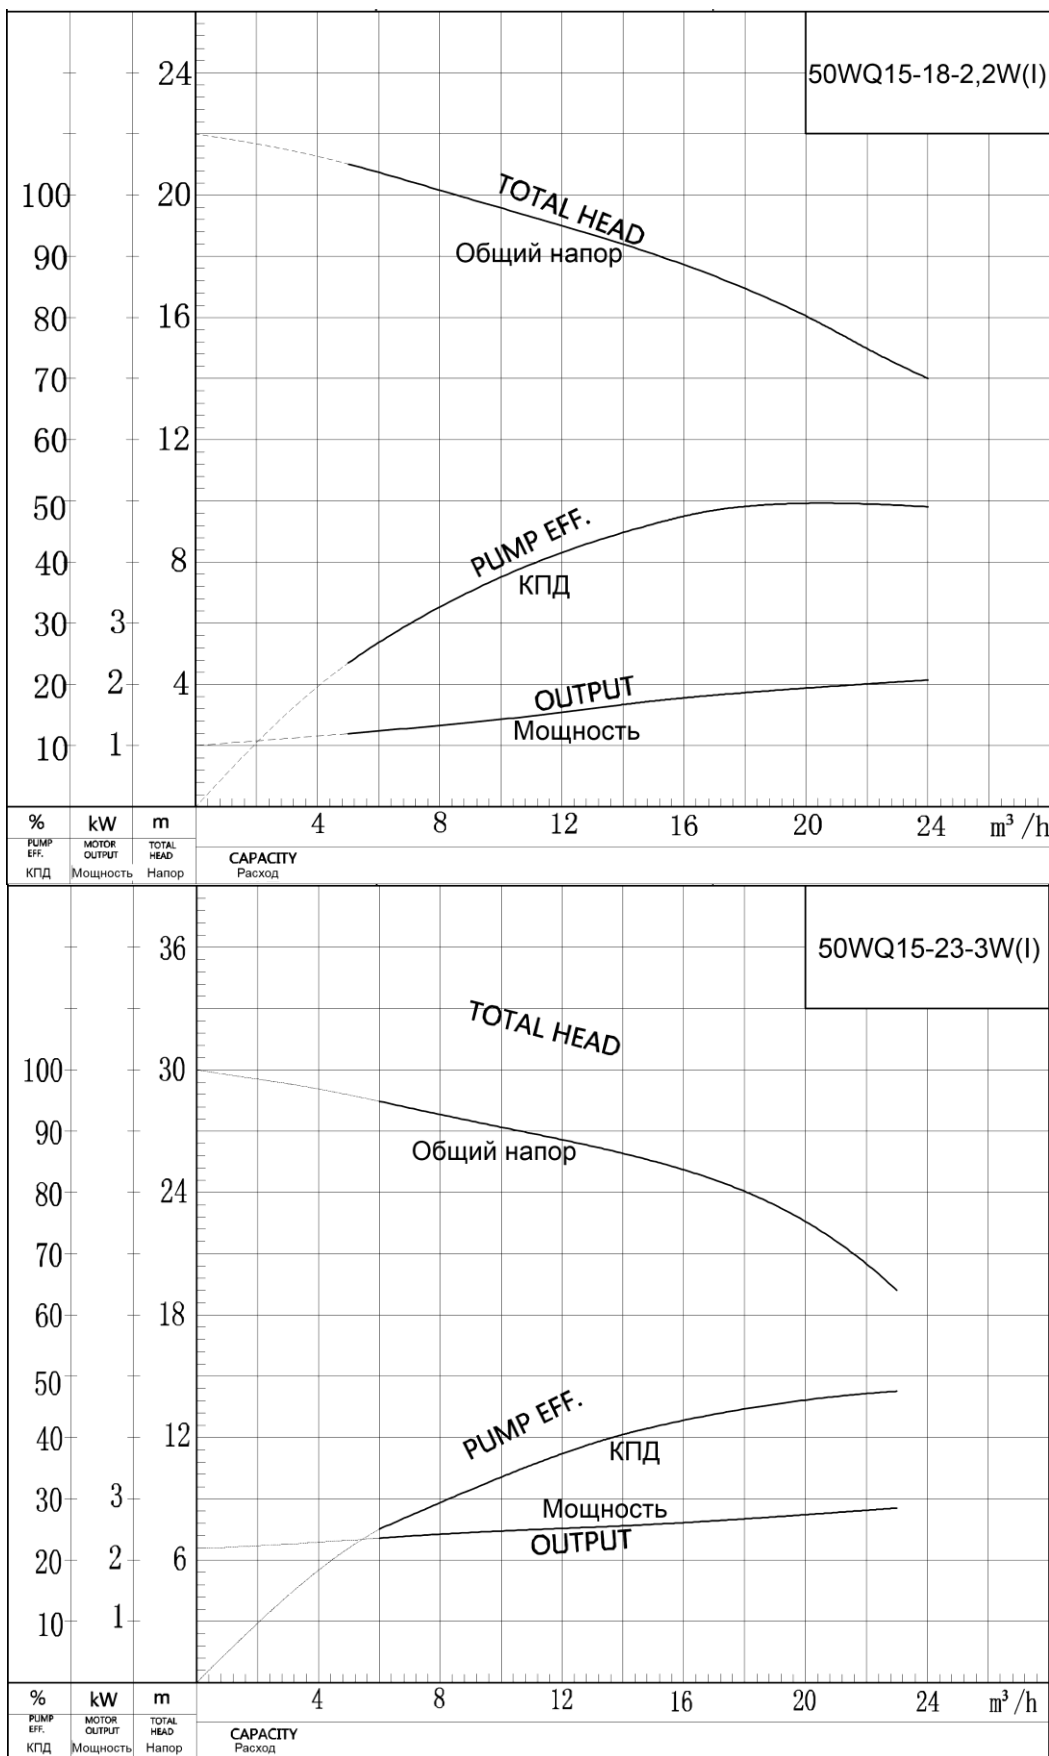 50WQ15-18-2,2W(I)
24
100 20
TOTAL HEAD
Общий напор
90
80 16
70
60 12
50
PUMP EFF.
40 8
КПД
30 3
20 2 4
OUTPUT
Мощность
10 1
% kW m 4 8 12 16 20 24 m³/h
PUMP EFF. MOTOR OUTPUT TOTAL HEAD
CAPACITY
КПД Мощность Напор Расход
50WQ15-23-3W(I)
36
TOTAL HEAD
100 30
90
Общий напор
80 24
70
60 18
50
PUMP EFF.
40 12
КПД
30 3
Мощность
OUTPUT
20 2 6
10 1
% kW m 4 8 12 16 20 24 m³/h
PUMP EFF. MOTOR OUTPUT TOTAL HEAD
CAPACITY
КПД Мощность Напор Расход